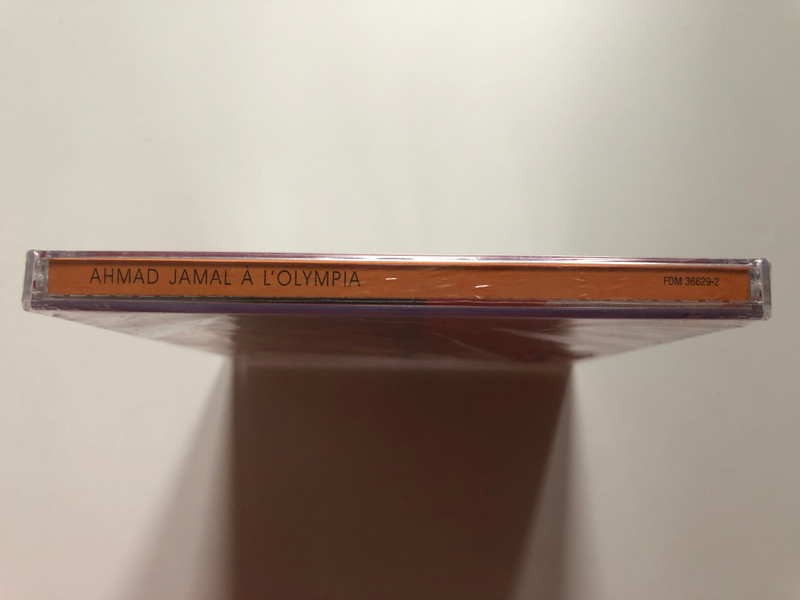 AHMAD JAMAL À L'OLYMPIA
FDM 36629-2